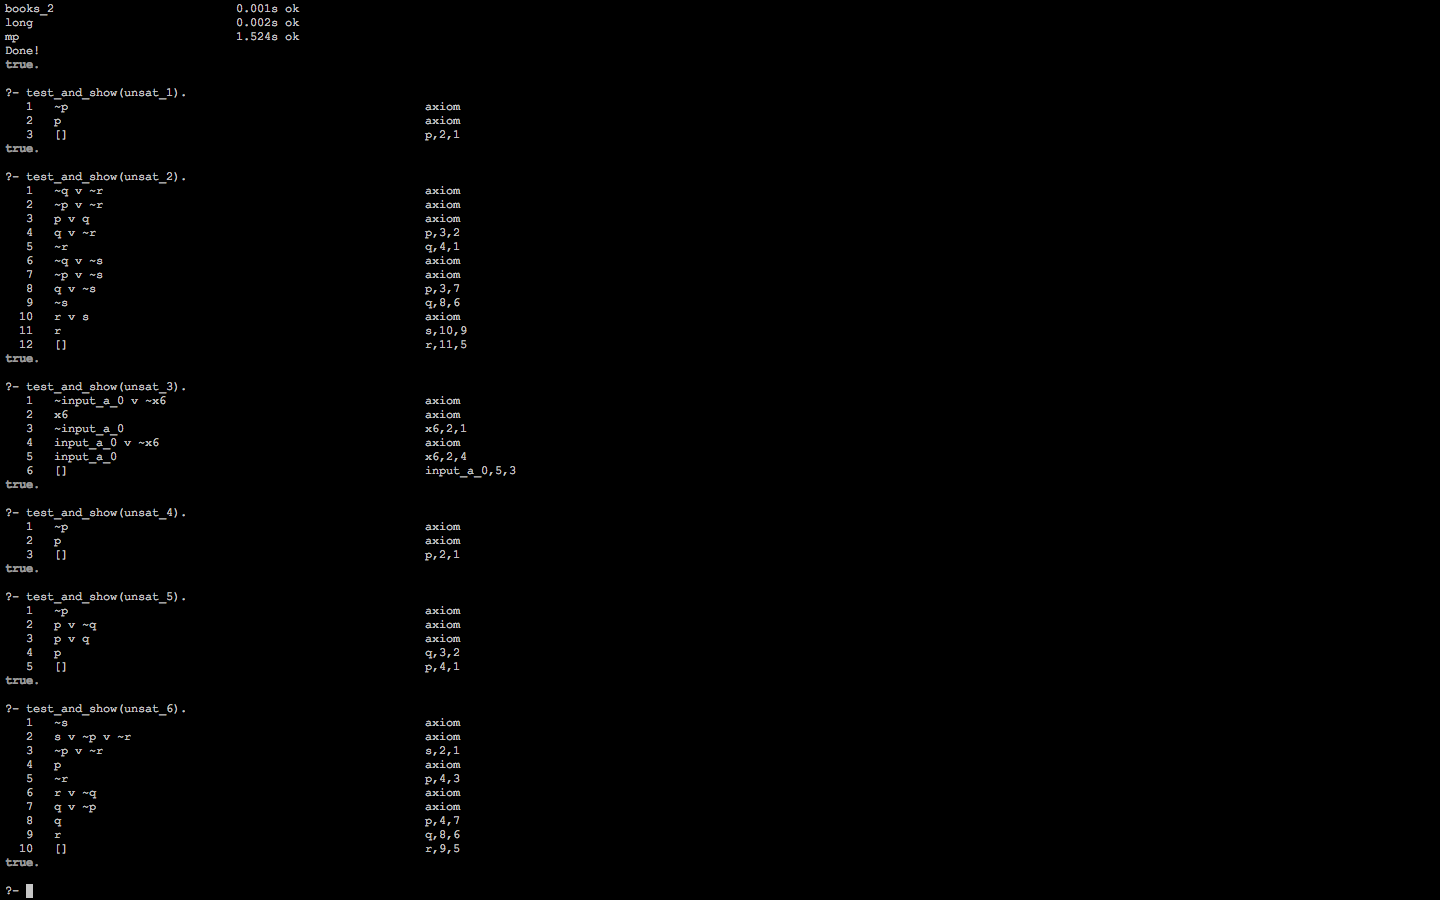 books_2 0.001s ok
long 0.002s ok
mp 1.524s ok
Done!
true.
?- test_and_show(unsat_1).
1 ~p axiom
2 p axiom
3 [] p,2,1
true.
?- test_and_show(unsat_2).
1 ~q v ~r axiom
2 ~p v ~r axiom
3 p v q axiom
4 q v ~r p,3,2
5 ~r q,4,1
6 ~q v ~s axiom
7 ~p v ~s axiom
8 q v ~s p,3,7
9 ~s q,8,6
10 r v s axiom
11 r s,10,9
12 [] r,11,5
true.
?- test_and_show(unsat_3).
1 ~input_a_0 v ~x6 axiom
2 x6 axiom
3 ~input_a_0 x6,2,1
4 input_a_0 v ~x6 axiom
5 input_a_0 x6,2,4
6 [] input_a_0,5,3
true.
?- test_and_show(unsat_4).
1 ~p axiom
2 p axiom
3 [] p,2,1
true.
?- test_and_show(unsat_5).
1 ~p axiom
2 p v ~q axiom
3 p v q axiom
4 p q,3,2
5 [] p,4,1
true.
?- test_and_show(unsat_6).
1 ~s axiom
2 s v ~p v ~r axiom
3 ~p v ~r s,2,1
4 p axiom
5 ~r p,4,3
6 r v ~q axiom
7 q v ~p axiom
8 q p,4,7
9 r q,8,6
10 [] r,9,5
true.
?-